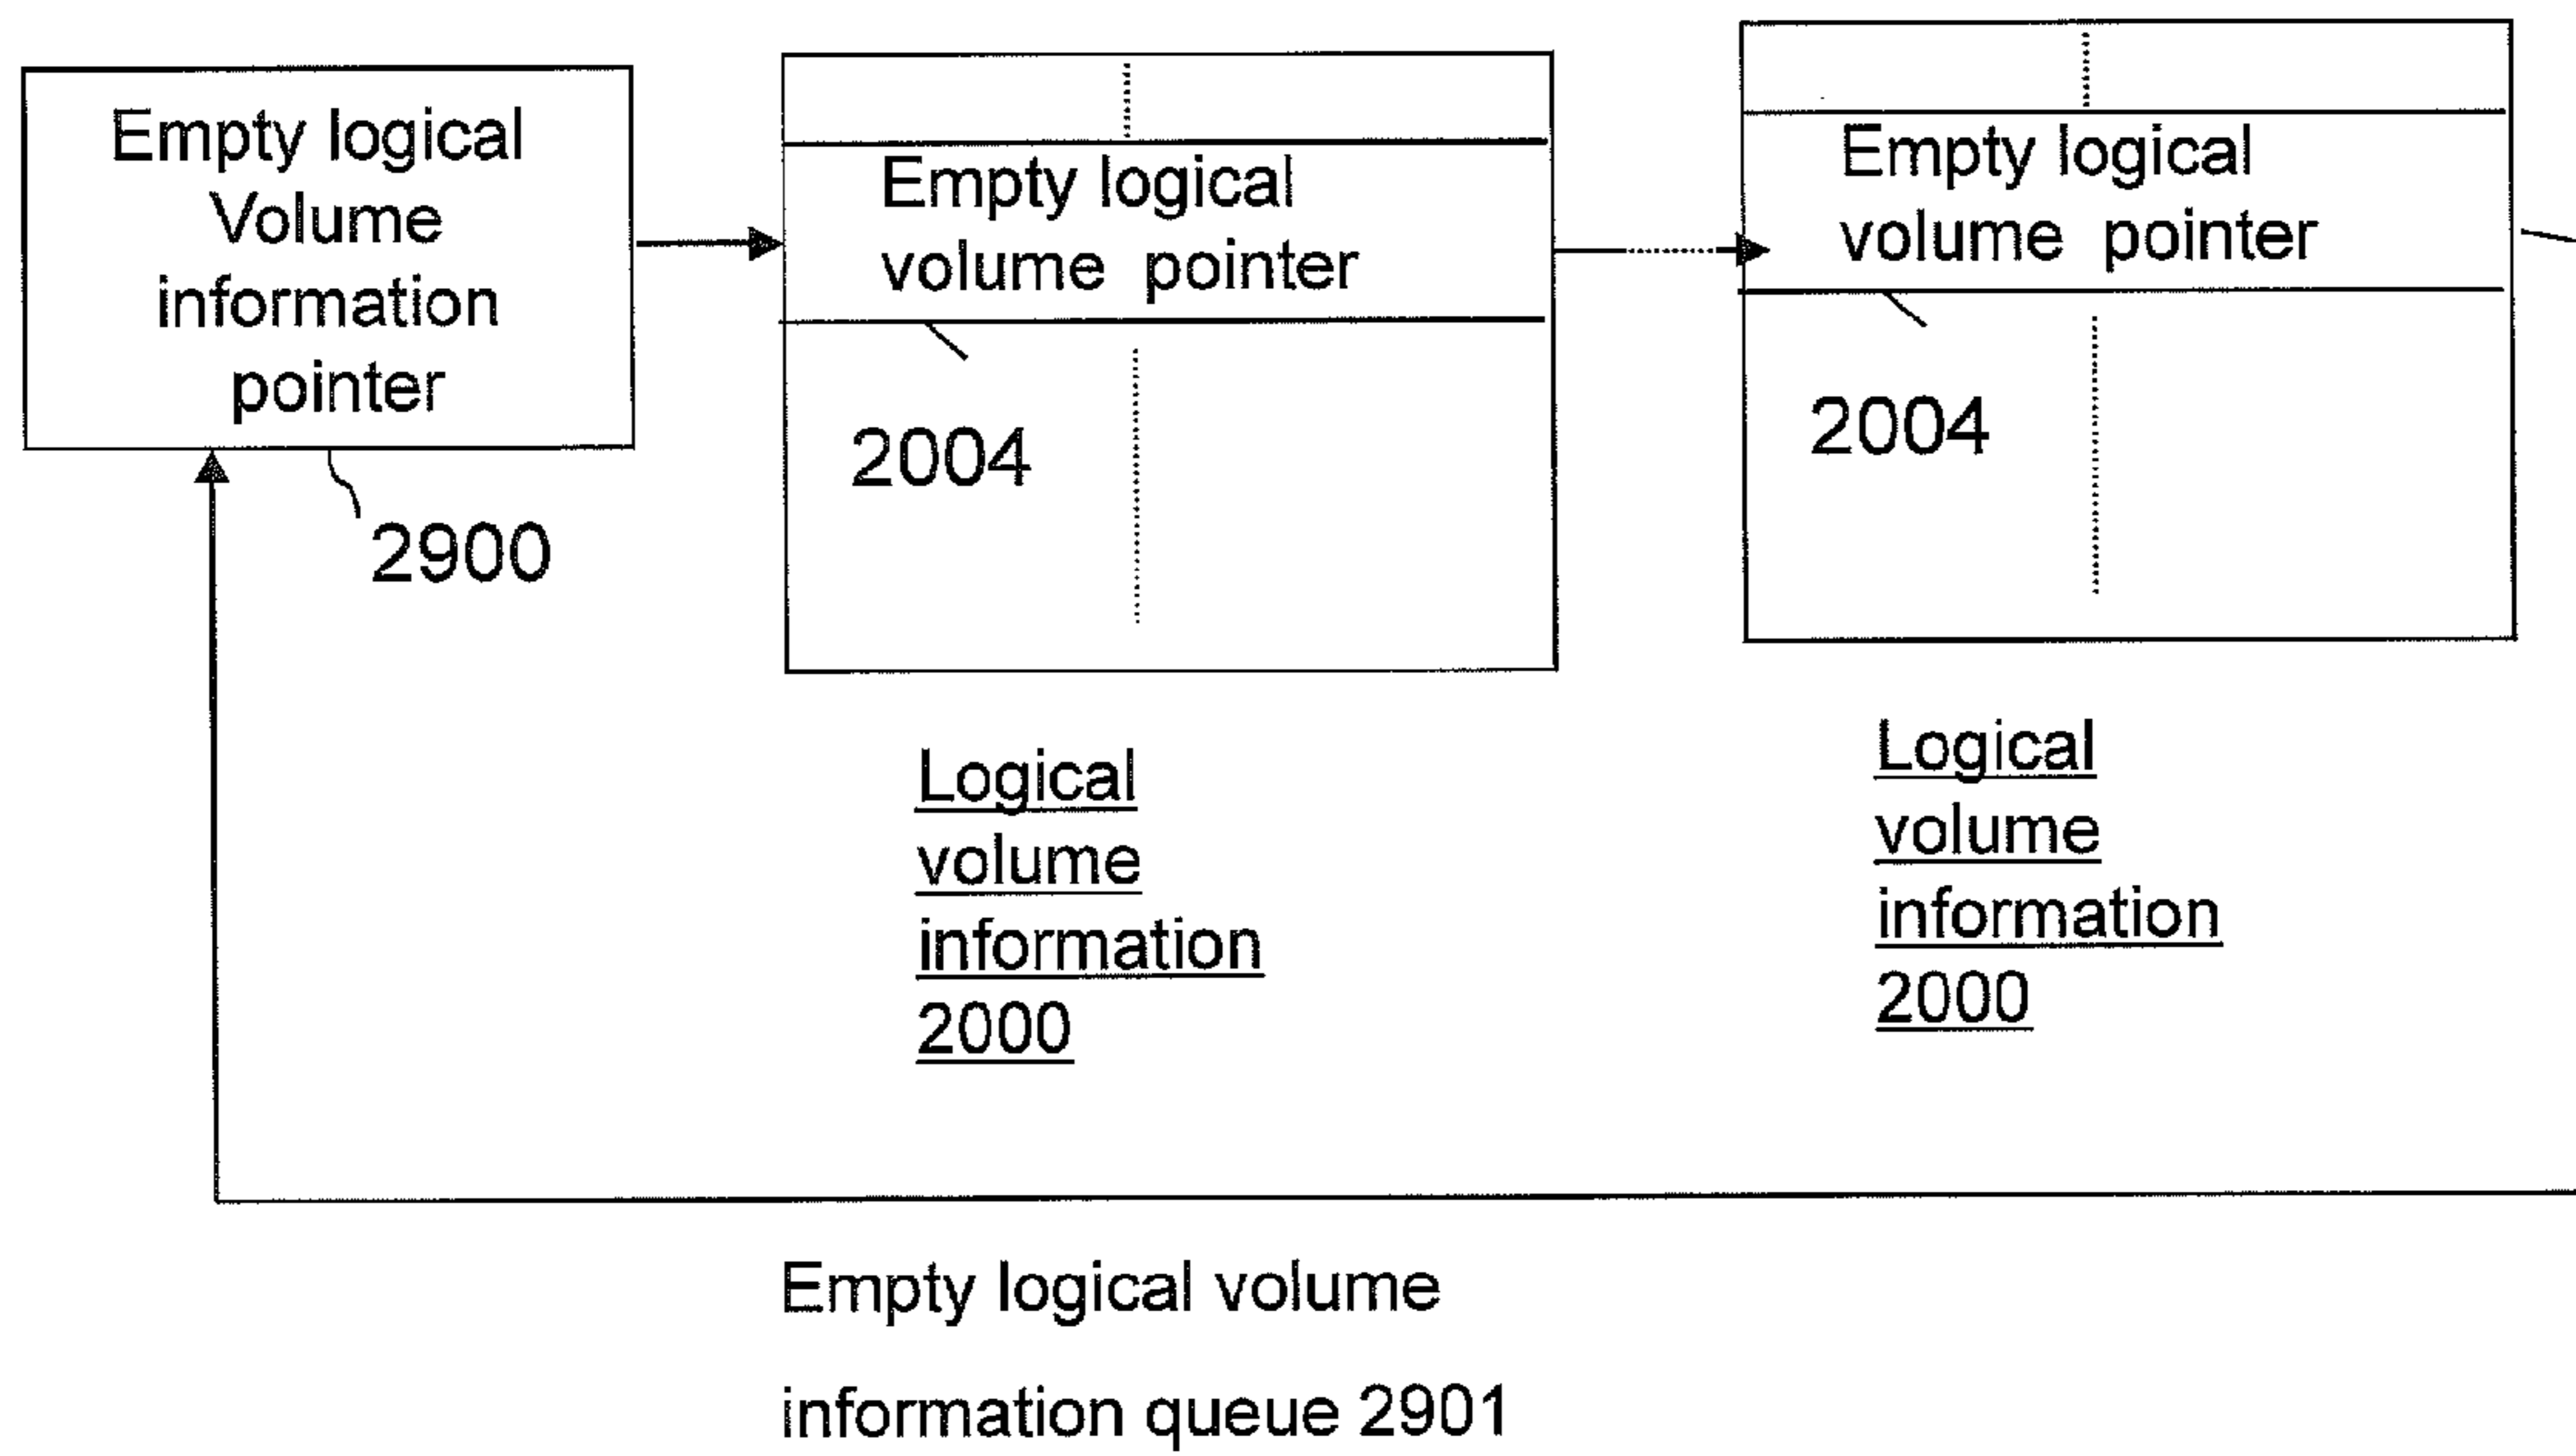 Empty logical
Volume
information
pointer
2900
Empty logical
volume pointer
2004
Logical
volume
information
2000
Empty logical
volume pointer
2004
Logical
volume
information
2000
Empty logical volume
information queue 2901